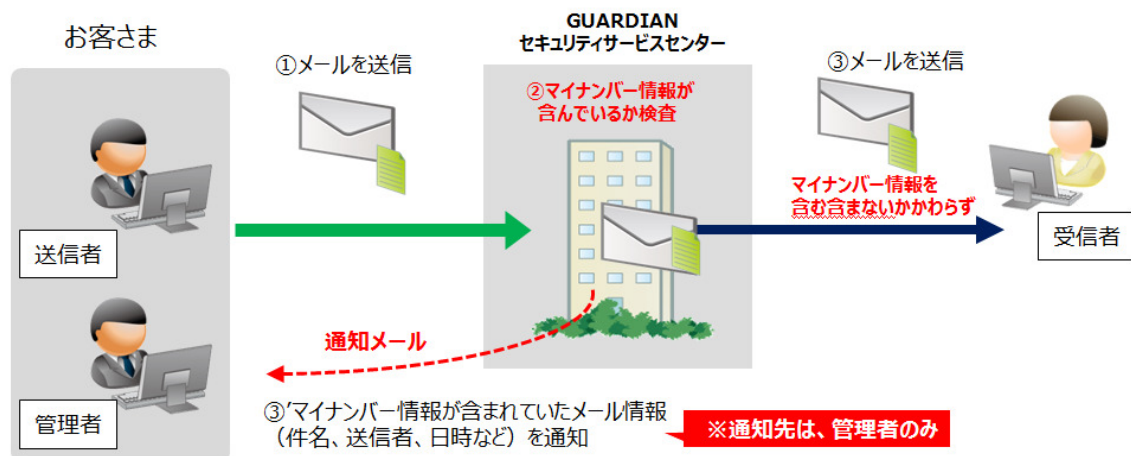 お客さま
GUARDIAN
セキュリティサービスセンター
①メールを送信
②マイナンバー情報が
含んでいるか検査
③メールを送信
マイナンバー情報を
含む含まないかかわらず
送信者
受信者
通知メール
管理者
③’マイナンバー情報が含まれていたメール情報
（件名、送信者、日時など）を通知
※通知先は、管理者のみ